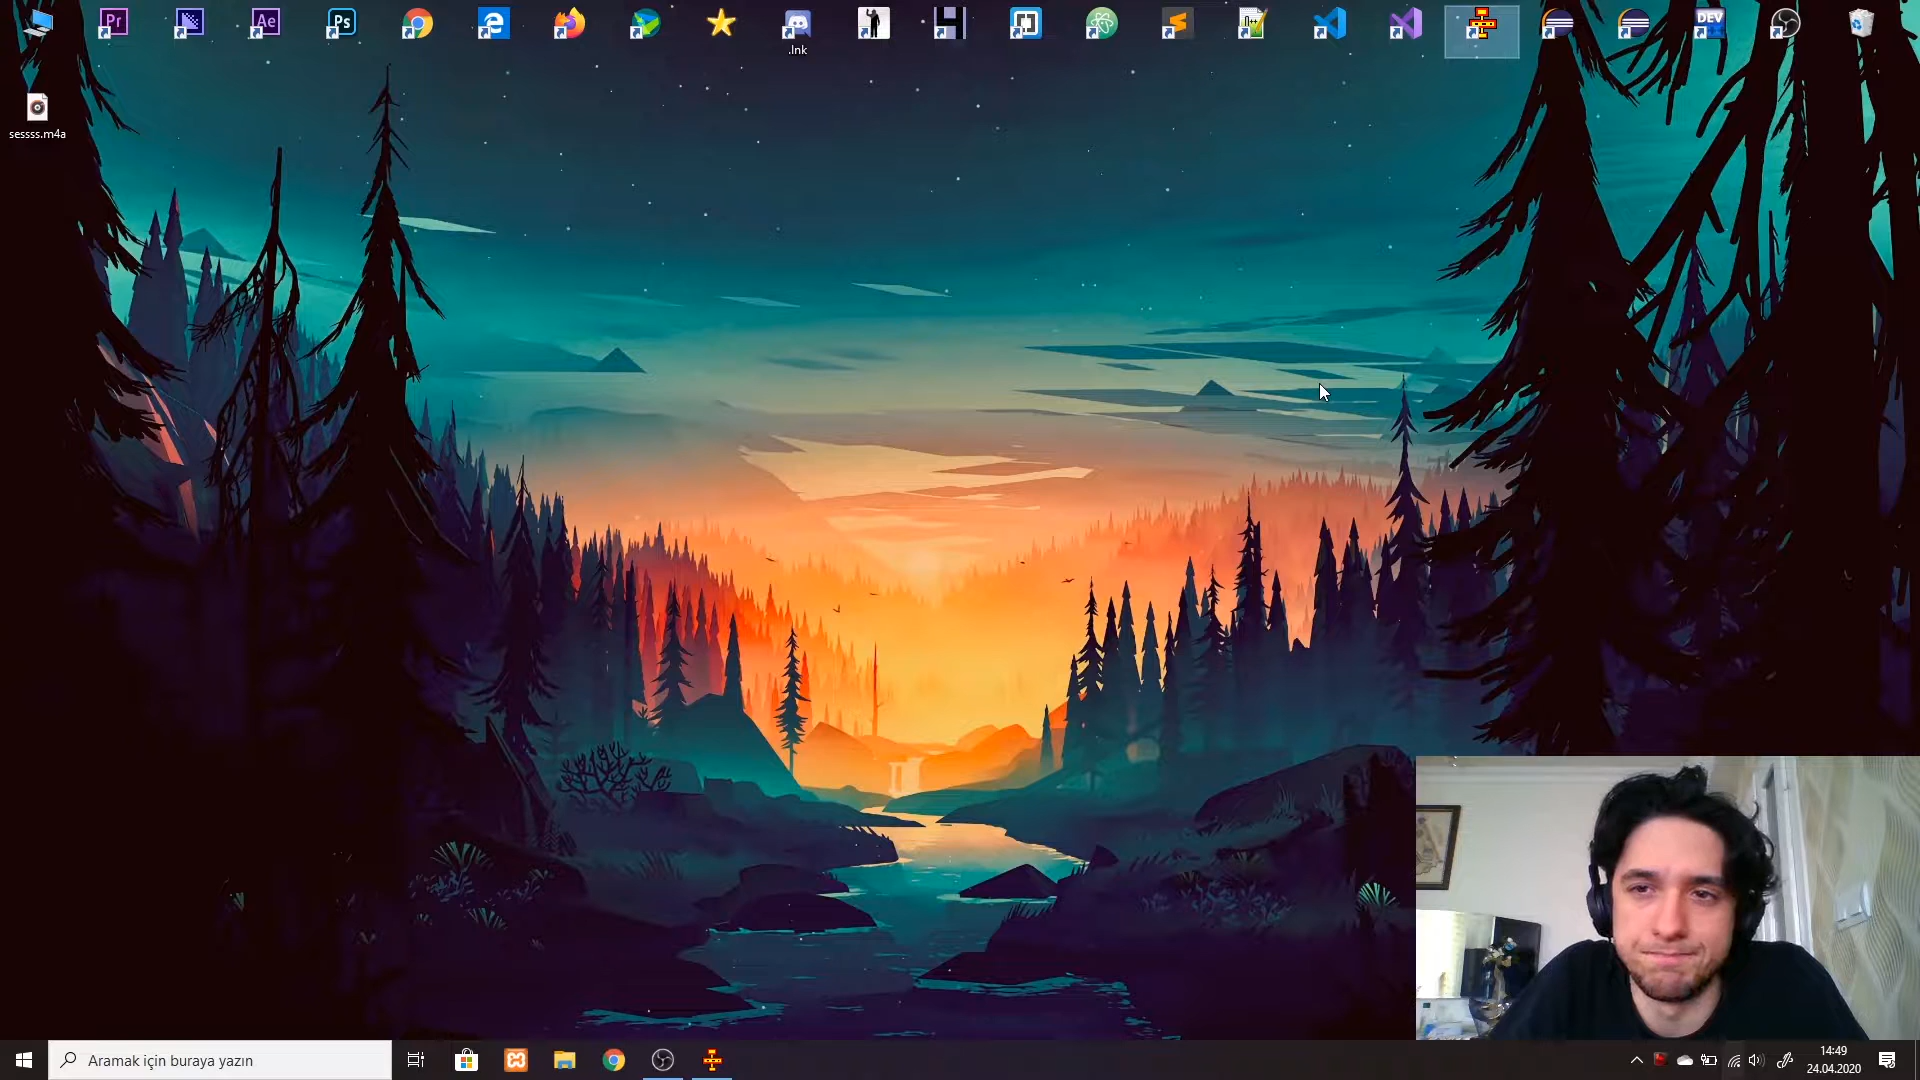 Pr
Ae
Ps
DEV
.lnk
sessss.m4a
Aramak için buraya yazın
14:49
24.04.2020